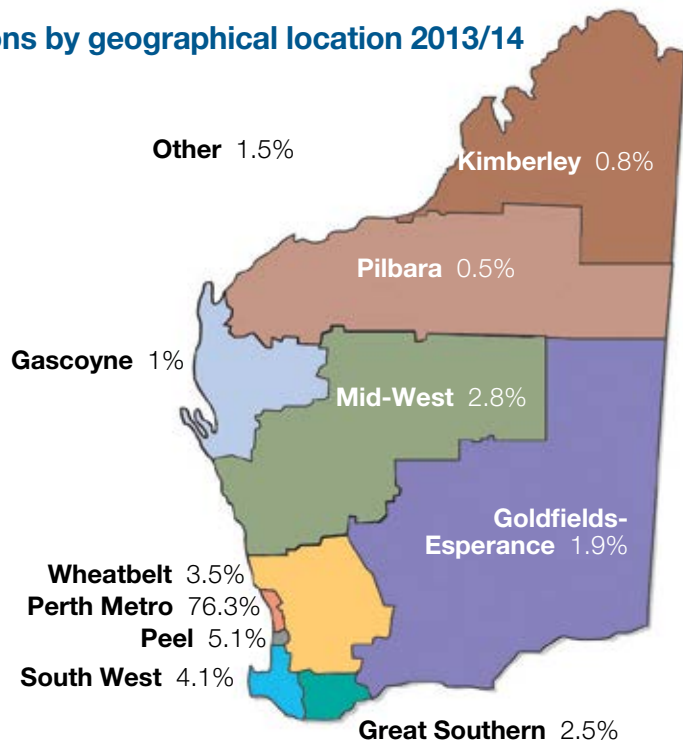 ons by geographical location 2013/14
Other 1.5%
Kimberley 0.8%
Pilbara 0.5%
Gascoyne 1%
Mid-West 2.8%
Goldfields-
Esperance 1.9%
Wheatbelt 3.5%
Perth Metro 76.3%
Peel 5.1%
South West 4.1%
Great Southern 2.5%